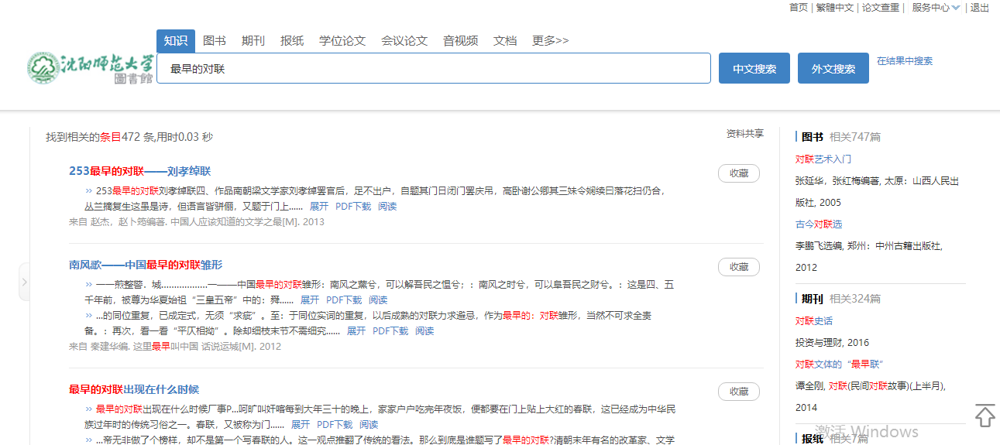 首页 | 繁體中文 | 论文查重 | 服务中心 | 退出
知识 图书 期刊 报纸 学位论文 会议论文 音视频 文档 更多>>
沈阳师范大学
圖書館
最早的对联
中文搜索 外文搜索 在结果中搜索
找到相关的条目472 条,用时0.03 秒
资料共享
253最早的对联——刘孝绰联
收藏
›› 253最早的对联刘孝绰联四、作品南朝梁文学家刘孝绰罢官后，足不出户，自题其门日闭门罢庆吊，高卧谢公卿其三妹令娴续曰落花扫仍合，
丛兰摘复生这虽是诗，但语言皆骈俪，又题于门上...... 展开 PDF下载 阅读
来自 赵杰，赵卜筠编著. 中国人应该知道的文学之最[M]. 2013
南风歌——中国最早的对联雏形
收藏
›› 一一煎整警．城..................一———中国最早的对联雏形：南风之薰兮，可以解吾民之愠兮；：南风之时兮，可以阜吾民之财兮。：这是四、五
千年前，被尊为华夏始祖“三皇五帝”中的：舜...... 展开 PDF下载 阅读
›› ...的同位重复，已成定式，无须“求疵”。至：于同位实词的重复，以后成熟的对联力求避忌，作为最早的：对联雏形，当然不可求全责
备。：再次，看一看“平仄相拗”。除却细枝末节不需细究...... 展开 PDF下载 阅读
来自 秦建华编. 这里最早叫中国 话说运城[M]. 2012
最早的对联出现在什么时候
收藏
›› 最早的对联出现在什么时候厂事P...呵旷叫奸喀每到大年三十的晚上，家家户户吃完年夜饭，便都要在门上贴上大红的春联，这已经成为中华民
族过年时的传统习俗之一。春联，又被称为门...... 展开 PDF下载 阅读
›› ...帝无非做了个榜样，却不是第一个写春联的人。这一观点推翻了传统的看法。那么到底是谁题写了最早的对联?清朝末年有名的改革家、文学
图书 相关747篇
对联艺术入门
张延华，张红梅编著, 太原：山西人民出
版社, 2005
古今对联选
李鹏飞选编, 郑州：中州古籍出版社,
2012
期刊 相关324篇
对联史话
投资与理财, 2016
对联文体的“最早联”
谭全刚, 对联(民间对联故事)(上半月),
2014
报纸 相关7篇
激活 Windows